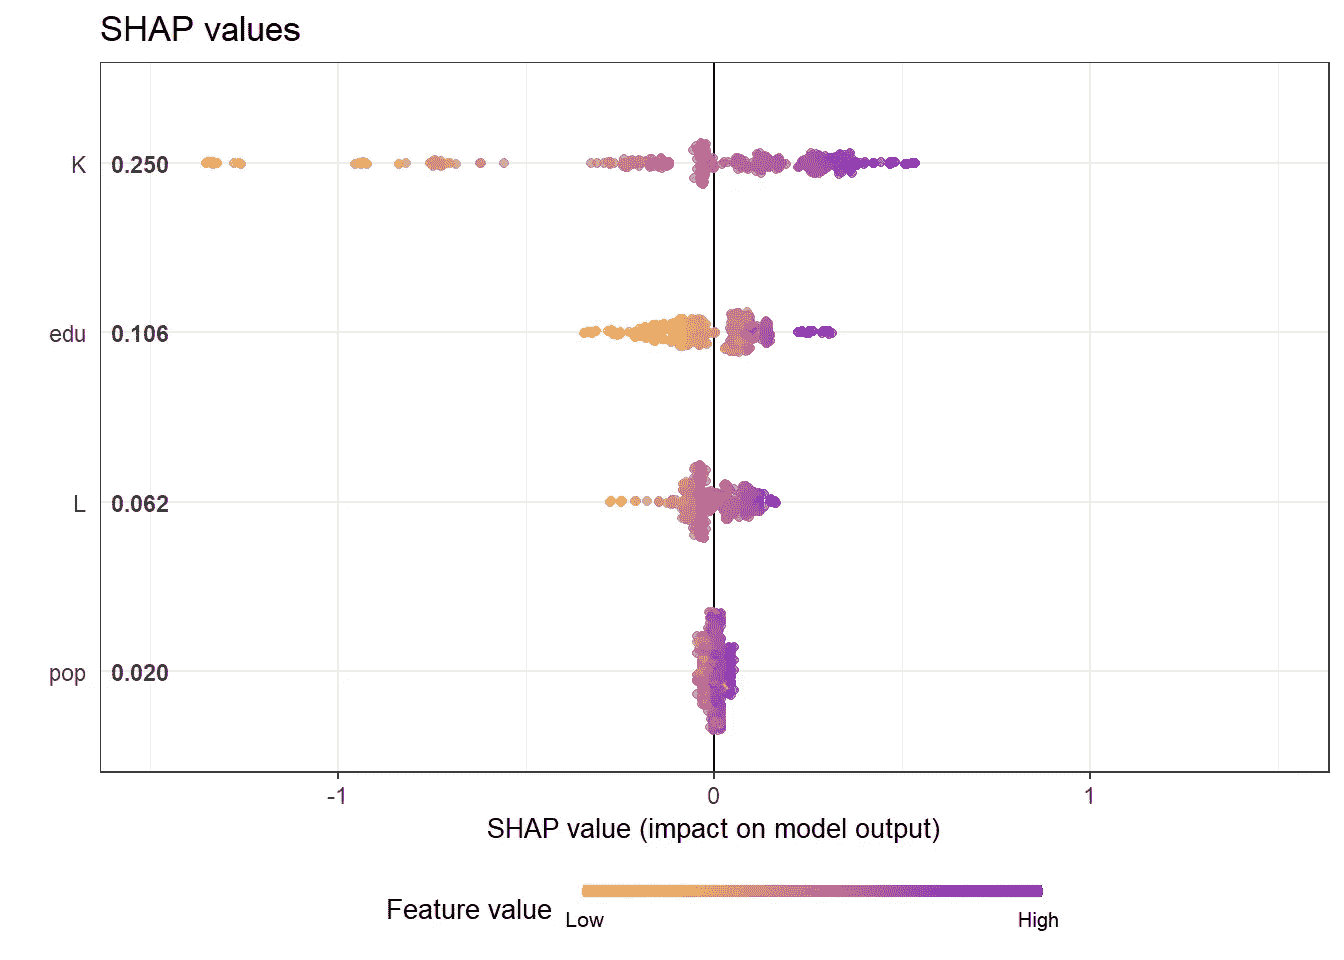 SHAP values
K 0.250
edu 0.106
L 0.062
pop 0.020
-1 0 1
SHAP value (impact on model output)
Feature value
Low High